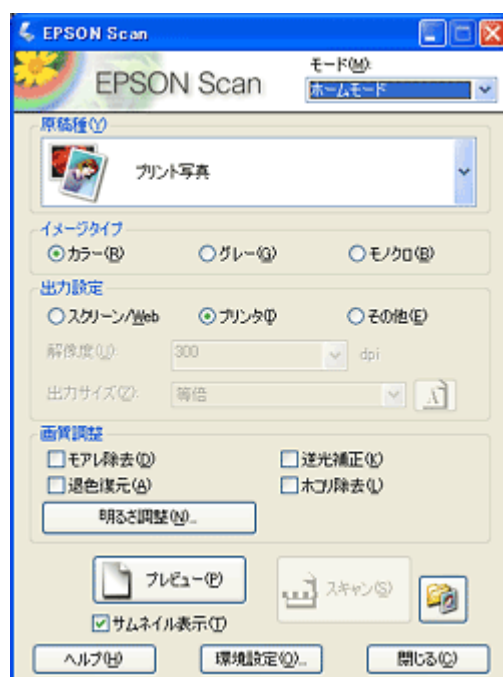 EPSON Scan
EPSON Scan
モード(M):
ホームモード
原稿種(Y)
プリント写真
イメージタイプ
カラー(R) グレー(G) モノクロ(B)
出力設定
スクリーン/Web プリンタ(I) その他(E)
解像度(U): 300 dpi
出力サイズ(Z): 等倍
画質調整
モアレ除去(D) 逆光補正(K)
退色復元(A) ホコリ除去(L)
明るさ調整(N)...
プレビュー(P) スキャン(S)
サムネイル表示(T)
ヘルプ(H) 環境設定(O)... 閉じる(C)